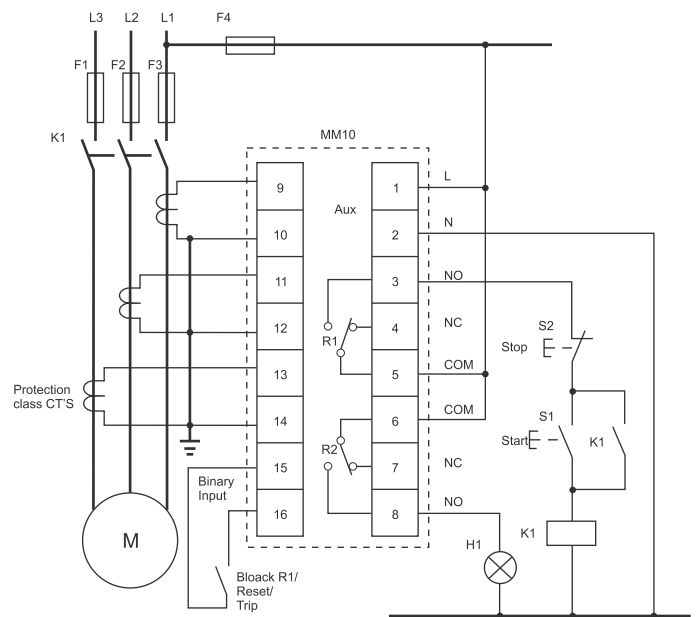 L3 L2 L1 F4
F1 F2 F3
K1
MM10
9 1 L
Aux
10 2 N
11 3 NO
12 4 NC
R1
S2
Stop
13 5 COM
Protection
class CT'S
14 6 COM
S1
Start K1
R2
15 7 NC
Binary
Input
16 8 NO
K1
H1
M
Bloack R1/
Reset/
Trip